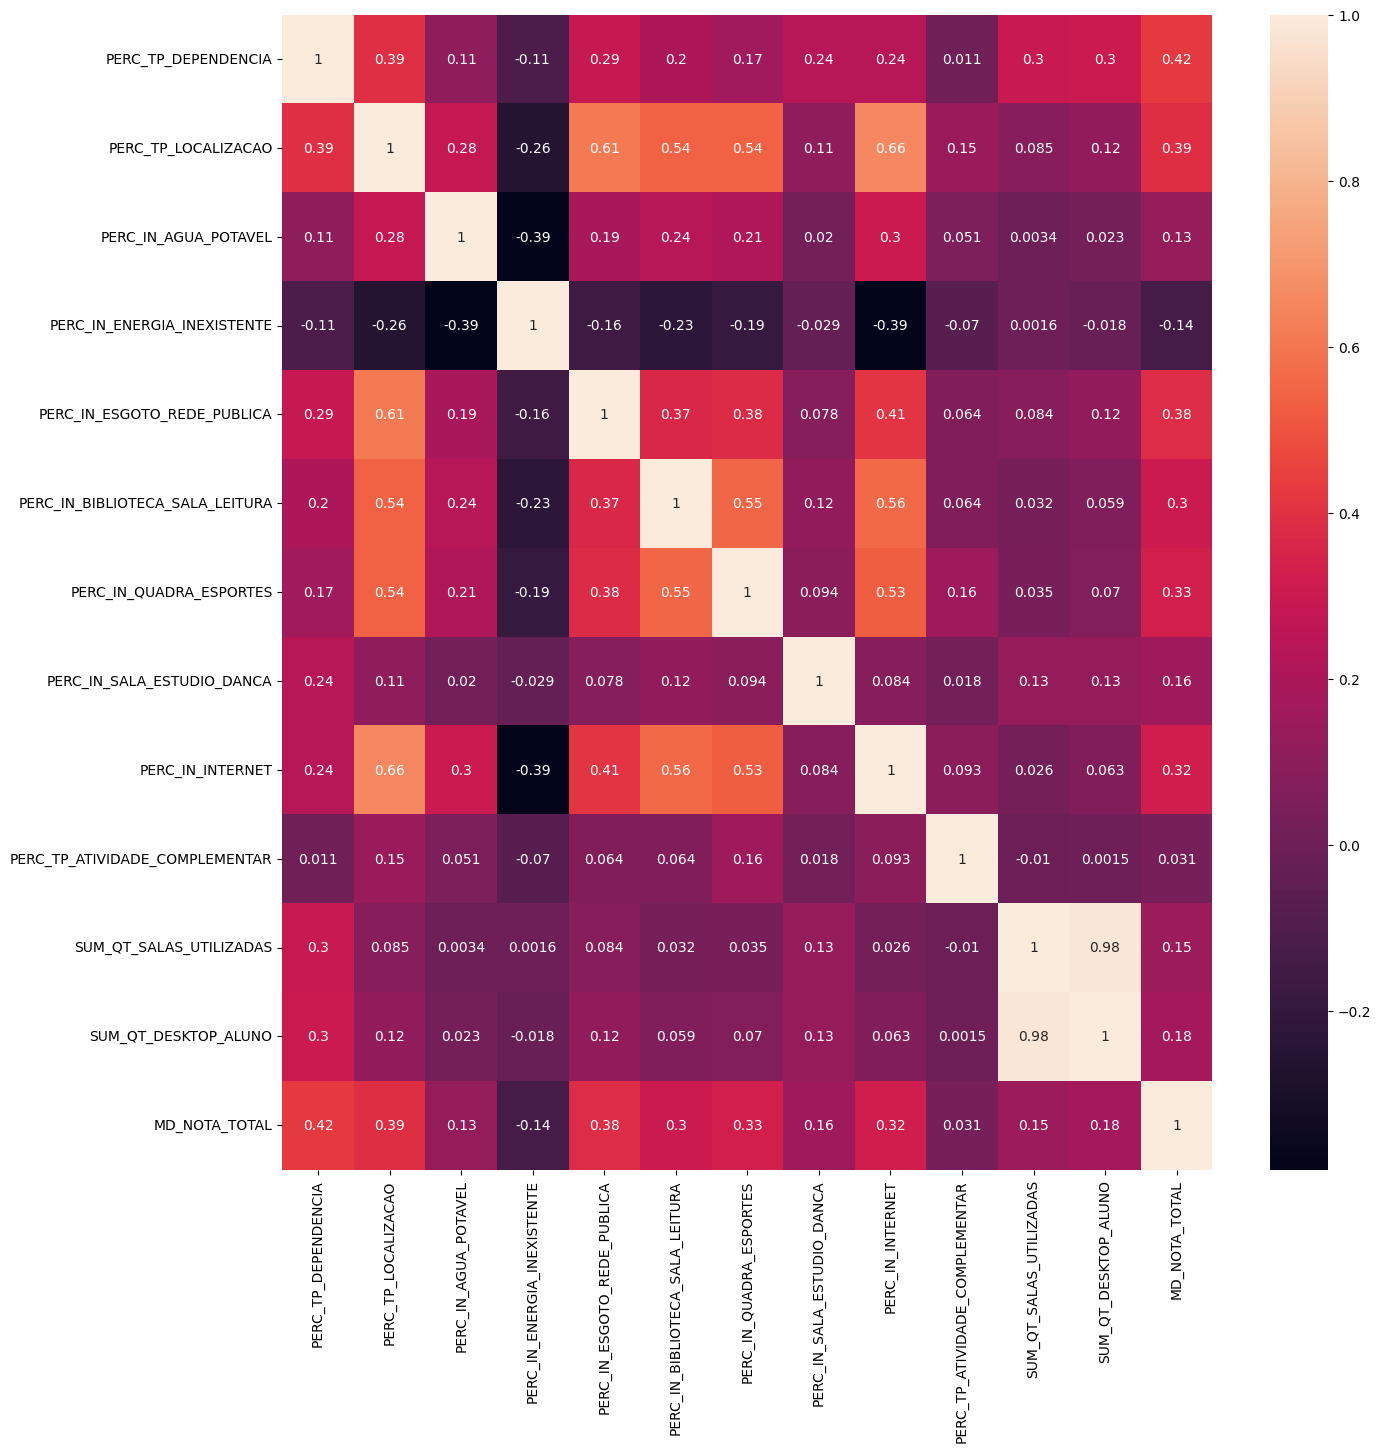 PERC_TP_DEPENDENCIA 1 0.39 0.11 -0.11 0.29 0.2 0.17 0.24 0.24 0.011 0.3 0.3 0.42
PERC_TP_LOCALIZACAO 0.39 1 0.28 -0.26 0.61 0.54 0.54 0.11 0.66 0.15 0.085 0.12 0.39
PERC_IN_AGUA_POTAVEL 0.11 0.28 1 -0.39 0.19 0.24 0.21 0.02 0.3 0.051 0.0034 0.023 0.13
PERC_IN_ENERGIA_INEXISTENTE -0.11 -0.26 -0.39 1 -0.16 -0.23 -0.19 -0.029 -0.39 -0.07 0.0016 -0.018 -0.14
PERC_IN_ESGOTO_REDE_PUBLICA 0.29 0.61 0.19 -0.16 1 0.37 0.38 0.078 0.41 0.064 0.084 0.12 0.38
PERC_IN_BIBLIOTECA_SALA_LEITURA 0.2 0.54 0.24 -0.23 0.37 1 0.55 0.12 0.56 0.064 0.032 0.059 0.3
PERC_IN_QUADRA_ESPORTES 0.17 0.54 0.21 -0.19 0.38 0.55 1 0.094 0.53 0.16 0.035 0.07 0.33
PERC_IN_SALA_ESTUDIO_DANCA 0.24 0.11 0.02 -0.029 0.078 0.12 0.094 1 0.084 0.018 0.13 0.13 0.16
PERC_IN_INTERNET 0.24 0.66 0.3 -0.39 0.41 0.56 0.53 0.084 1 0.093 0.026 0.063 0.32
PERC_TP_ATIVIDADE_COMPLEMENTAR 0.011 0.15 0.051 -0.07 0.064 0.064 0.16 0.018 0.093 1 -0.01 0.0015 0.031
SUM_QT_SALAS_UTILIZADAS 0.3 0.085 0.0034 0.0016 0.084 0.032 0.035 0.13 0.026 -0.01 1 0.98 0.15
SUM_QT_DESKTOP_ALUNO 0.3 0.12 0.023 -0.018 0.12 0.059 0.07 0.13 0.063 0.0015 0.98 1 0.18
MD_NOTA_TOTAL 0.42 0.39 0.13 -0.14 0.38 0.3 0.33 0.16 0.32 0.031 0.15 0.18 1
PERC_TP_DEPENDENCIA
PERC_TP_LOCALIZACAO
PERC_IN_AGUA_POTAVEL
PERC_IN_ENERGIA_INEXISTENTE
PERC_IN_ESGOTO_REDE_PUBLICA
PERC_IN_BIBLIOTECA_SALA_LEITURA
PERC_IN_QUADRA_ESPORTES
PERC_IN_SALA_ESTUDIO_DANCA
PERC_IN_INTERNET
PERC_TP_ATIVIDADE_COMPLEMENTAR
SUM_QT_SALAS_UTILIZADAS
SUM_QT_DESKTOP_ALUNO
MD_NOTA_TOTAL
1.0
0.8
0.6
0.4
0.2
0.0
−0.2